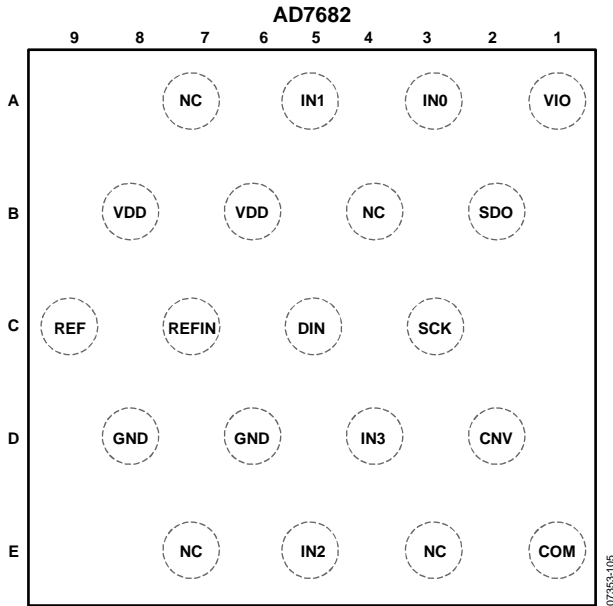 AD7682
9 8 7 6 5 4 3 2 1
A NC IN1 IN0 VIO
B VDD VDD NC SDO
C REF REFIN DIN SCK
D GND GND IN3 CNV
E NC IN2 NC COM
07353-105